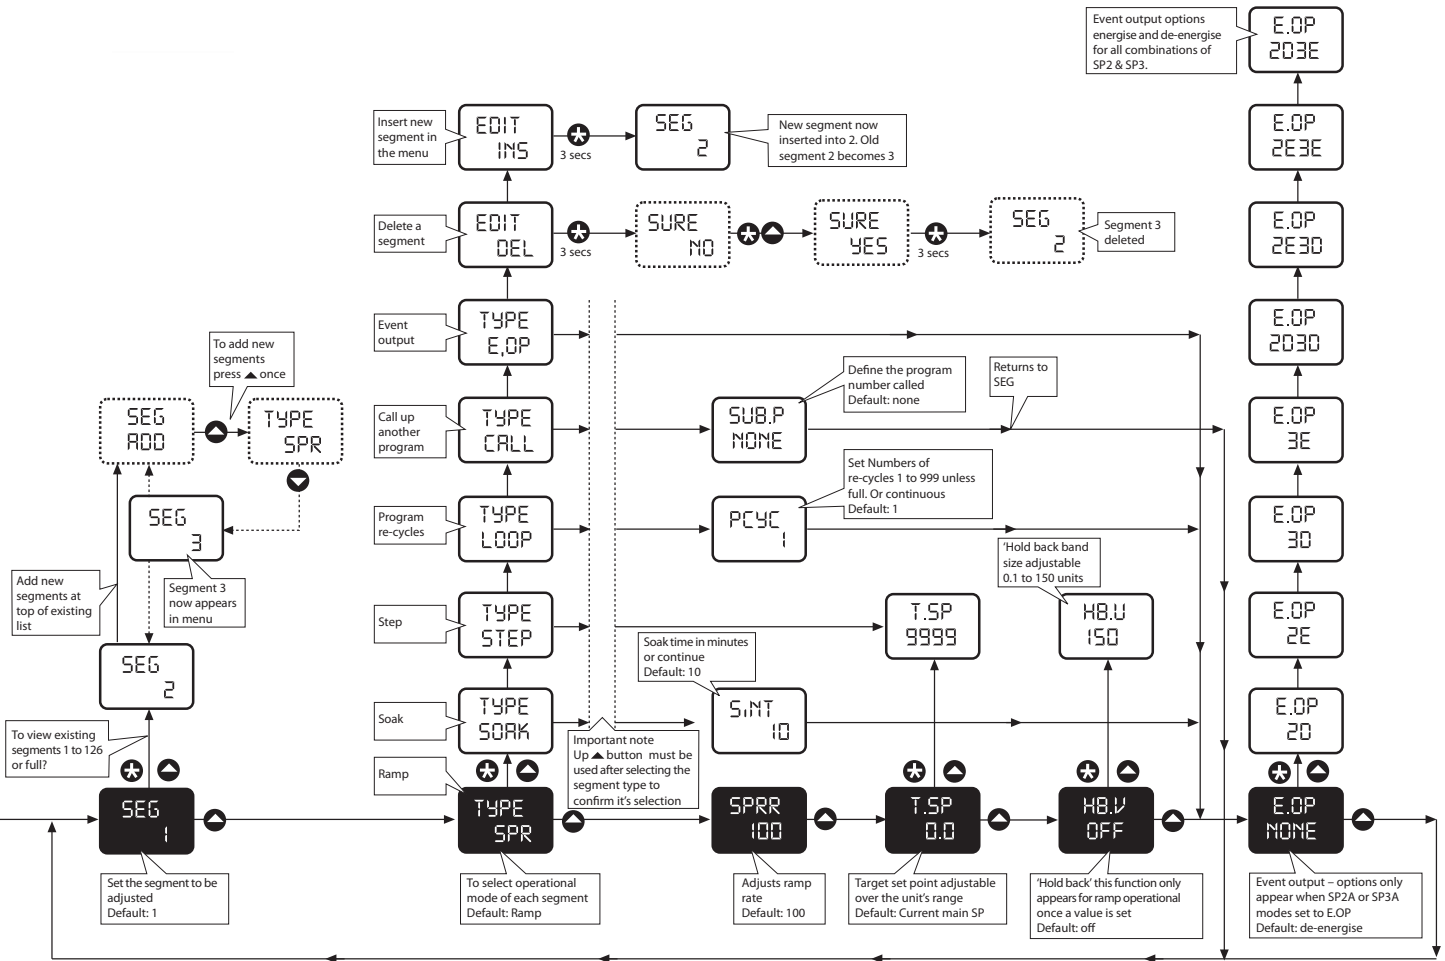 Event output options
energise and de-energise
for all combinations of
SP2 & SP3.
E.OP
2D3E
Insert new
segment in
the menu
EDIT
INS
3 secs
SEG
2
New segment now
inserted into 2. Old
segment 2 becomes 3
E.OP
2E3E
Delete a
segment
EDIT
DEL
3 secs
SURE
NO
SURE
YES
3 secs
SEG
2
Segment 3
deleted
E.OP
2E3D
Event
output
TYPE
E,OP
E.OP
2D3D
To add new
segments
press ▲ once
SEG
ADD
TYPE
SPR
Call up
another
program
TYPE
CALL
SUB.P
NONE
Define the program
number called
Default: none
Returns to
SEG
E.OP
3E
SEG
3
Segment 3
now appears
in menu
Program
re-cycles
TYPE
LOOP
PCYC
1
Set Numbers of
re-cycles 1 to 999 unless
full. Or continuous
Default: 1
E.OP
3D
Add new
segments at
top of existing
list
Step
TYPE
STEP
T.SP
9999
'Hold back band
size adjustable
0.1 to 150 units
HB.U
150
E.OP
2E
SEG
2
Soak
TYPE
SOAK
Soak time in minutes
or continue
Default: 10
SINT
10
E.OP
2D
To view existing
segments 1 to 126
or full?
Important note
Up ▲ button must be
used after selecting the
segment type to
confirm it's selection
Ramp
SEG
1
TYPE
SPR
SPRR
100
T.SP
0.0
HB.U
OFF
E.OP
NONE
Set the segment to be
adjusted
Default: 1
To select operational
mode of each segment
Default: Ramp
Adjusts ramp
rate
Default: 100
Target set point adjustable
over the unit's range
Default: Current main SP
'Hold back' this function only
appears for ramp operational
once a value is set
Default: off
Event output – options only
appear when SP2A or SP3A
modes set to E.OP
Default: de-energise